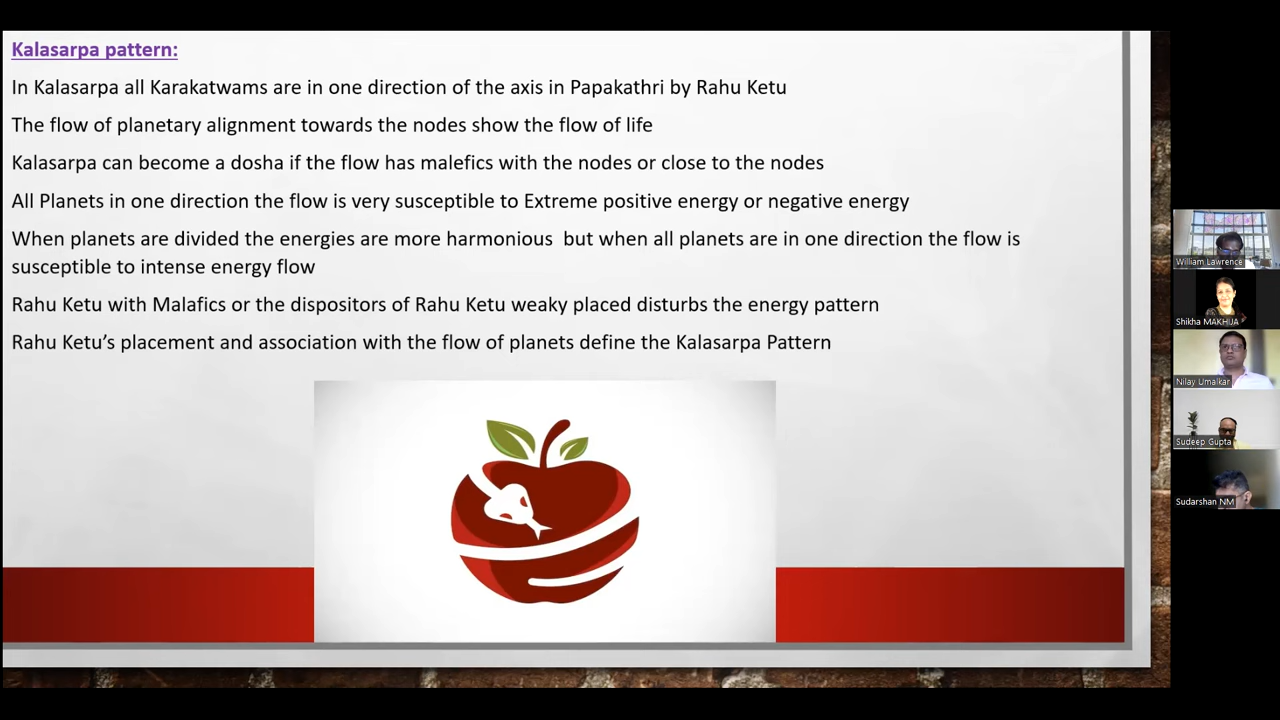 Kalasarpa pattern:
In Kalasarpa all Karakatwams are in one direction of the axis in Papakathri by Rahu Ketu
The flow of planetary alignment towards the nodes show the flow of life
Kalasarpa can become a dosha if the flow has malefics with the nodes or close to the nodes
All Planets in one direction the flow is very susceptible to Extreme positive energy or negative energy
When planets are divided the energies are more harmonious but when all planets are in one direction the flow is
susceptible to intense energy flow
Rahu Ketu with Malafics or the dispositors of Rahu Ketu weaky placed disturbs the energy pattern
Rahu Ketu’s placement and association with the flow of planets define the Kalasarpa Pattern
William Lawrence
Shikha MAKHIJA
Nilay Umalkar
Sudeep Gupta
Sudarshan NM